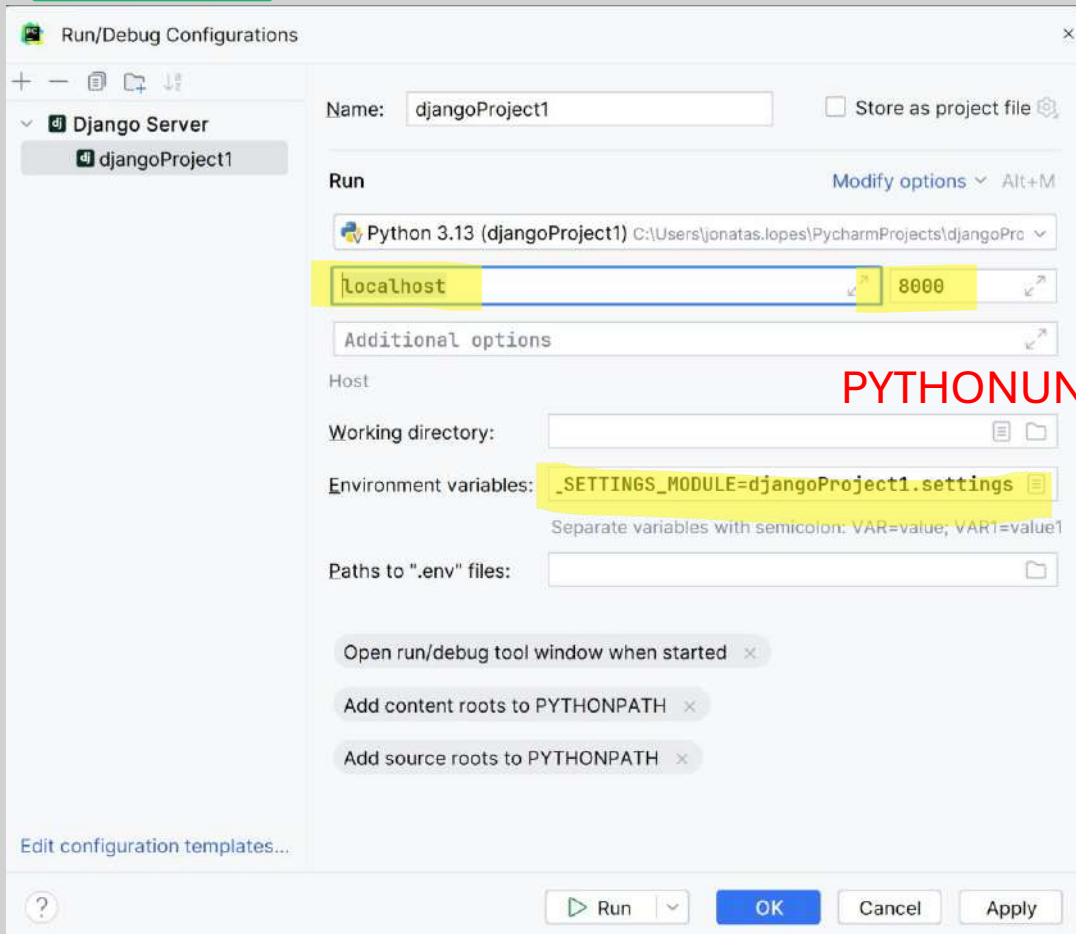 Run/Debug Configurations
Name: djangoProject1
Store as project file
Django Server
djangoProject1
Run
Modify options Alt+M
Python 3.13 (djangoProject1) C:\Users\jonatas.lopes\PycharmProjects\djangoPro
localhost
8000
Additional options
Host
PYTHONUN
Working directory:
Environment variables: _SETTINGS_MODULE=djangoProject1.settings
Separate variables with semicolon: VAR=value; VAR1=value1
Paths to ".env" files:
Open run/debug tool window when started ×
Add content roots to PYTHONPATH ×
Add source roots to PYTHONPATH ×
Edit configuration templates...
?
Run
OK
Cancel
Apply